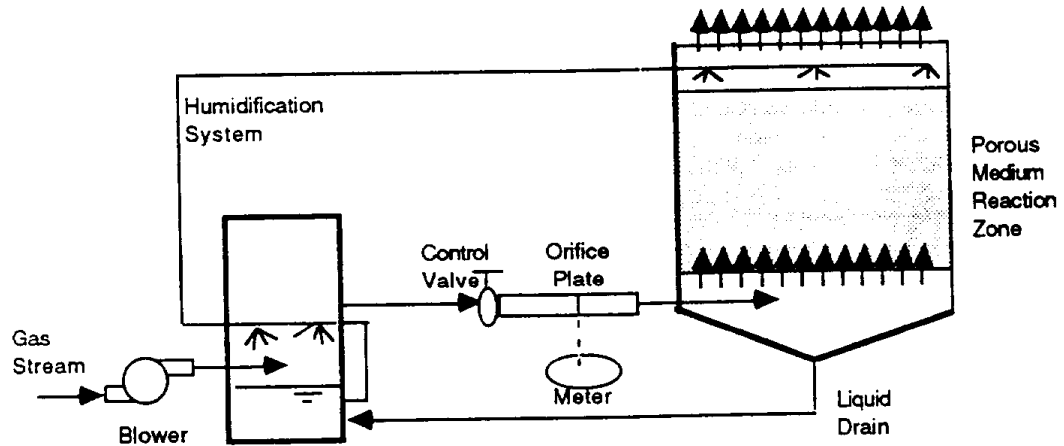 Humidification
System
Porous
Medium
Reaction
Zone
Control
Valve
Orifice
Plate
Gas
Stream
Meter
Liquid
Drain
Blower